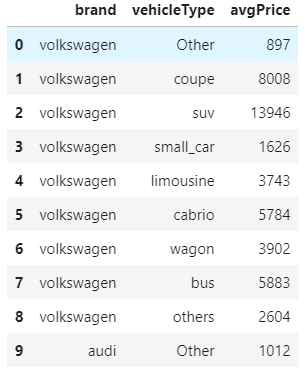 brand vehicleType avgPrice
0 volkswagen Other 897
1 volkswagen coupe 8008
2 volkswagen suv 13946
3 volkswagen small_car 1626
4 volkswagen limousine 3743
5 volkswagen cabrio 5784
6 volkswagen wagon 3902
7 volkswagen bus 5883
8 volkswagen others 2604
9 audi Other 1012